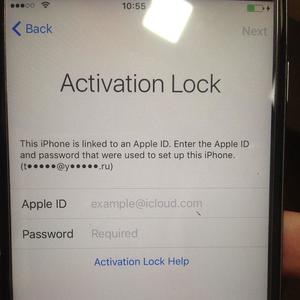 10:55
Back
Next
Activation Lock
This iPhone is linked to an Apple ID. Enter the Apple ID
and password that were used to set up this iPhone.
(t●●●●●@y●●●●●.ru)
Apple ID example@icloud.com
Password Required
Activation Lock Help